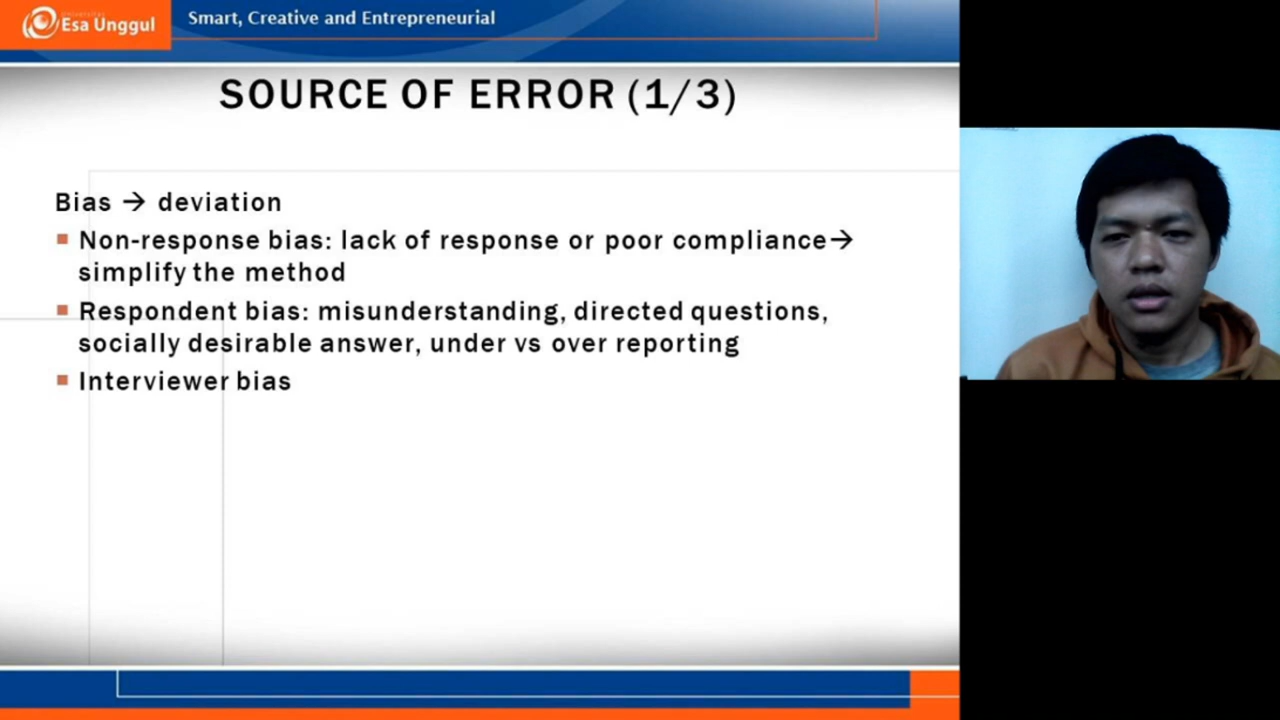 Universitas
Esa Unggul
Smart, Creative and Entrepreneurial
SOURCE OF ERROR (1/3)
Bias → deviation
▪ Non-response bias: lack of response or poor compliance→
simplify the method
▪ Respondent bias: misunderstanding, directed questions,
socially desirable answer, under vs over reporting
▪ Interviewer bias